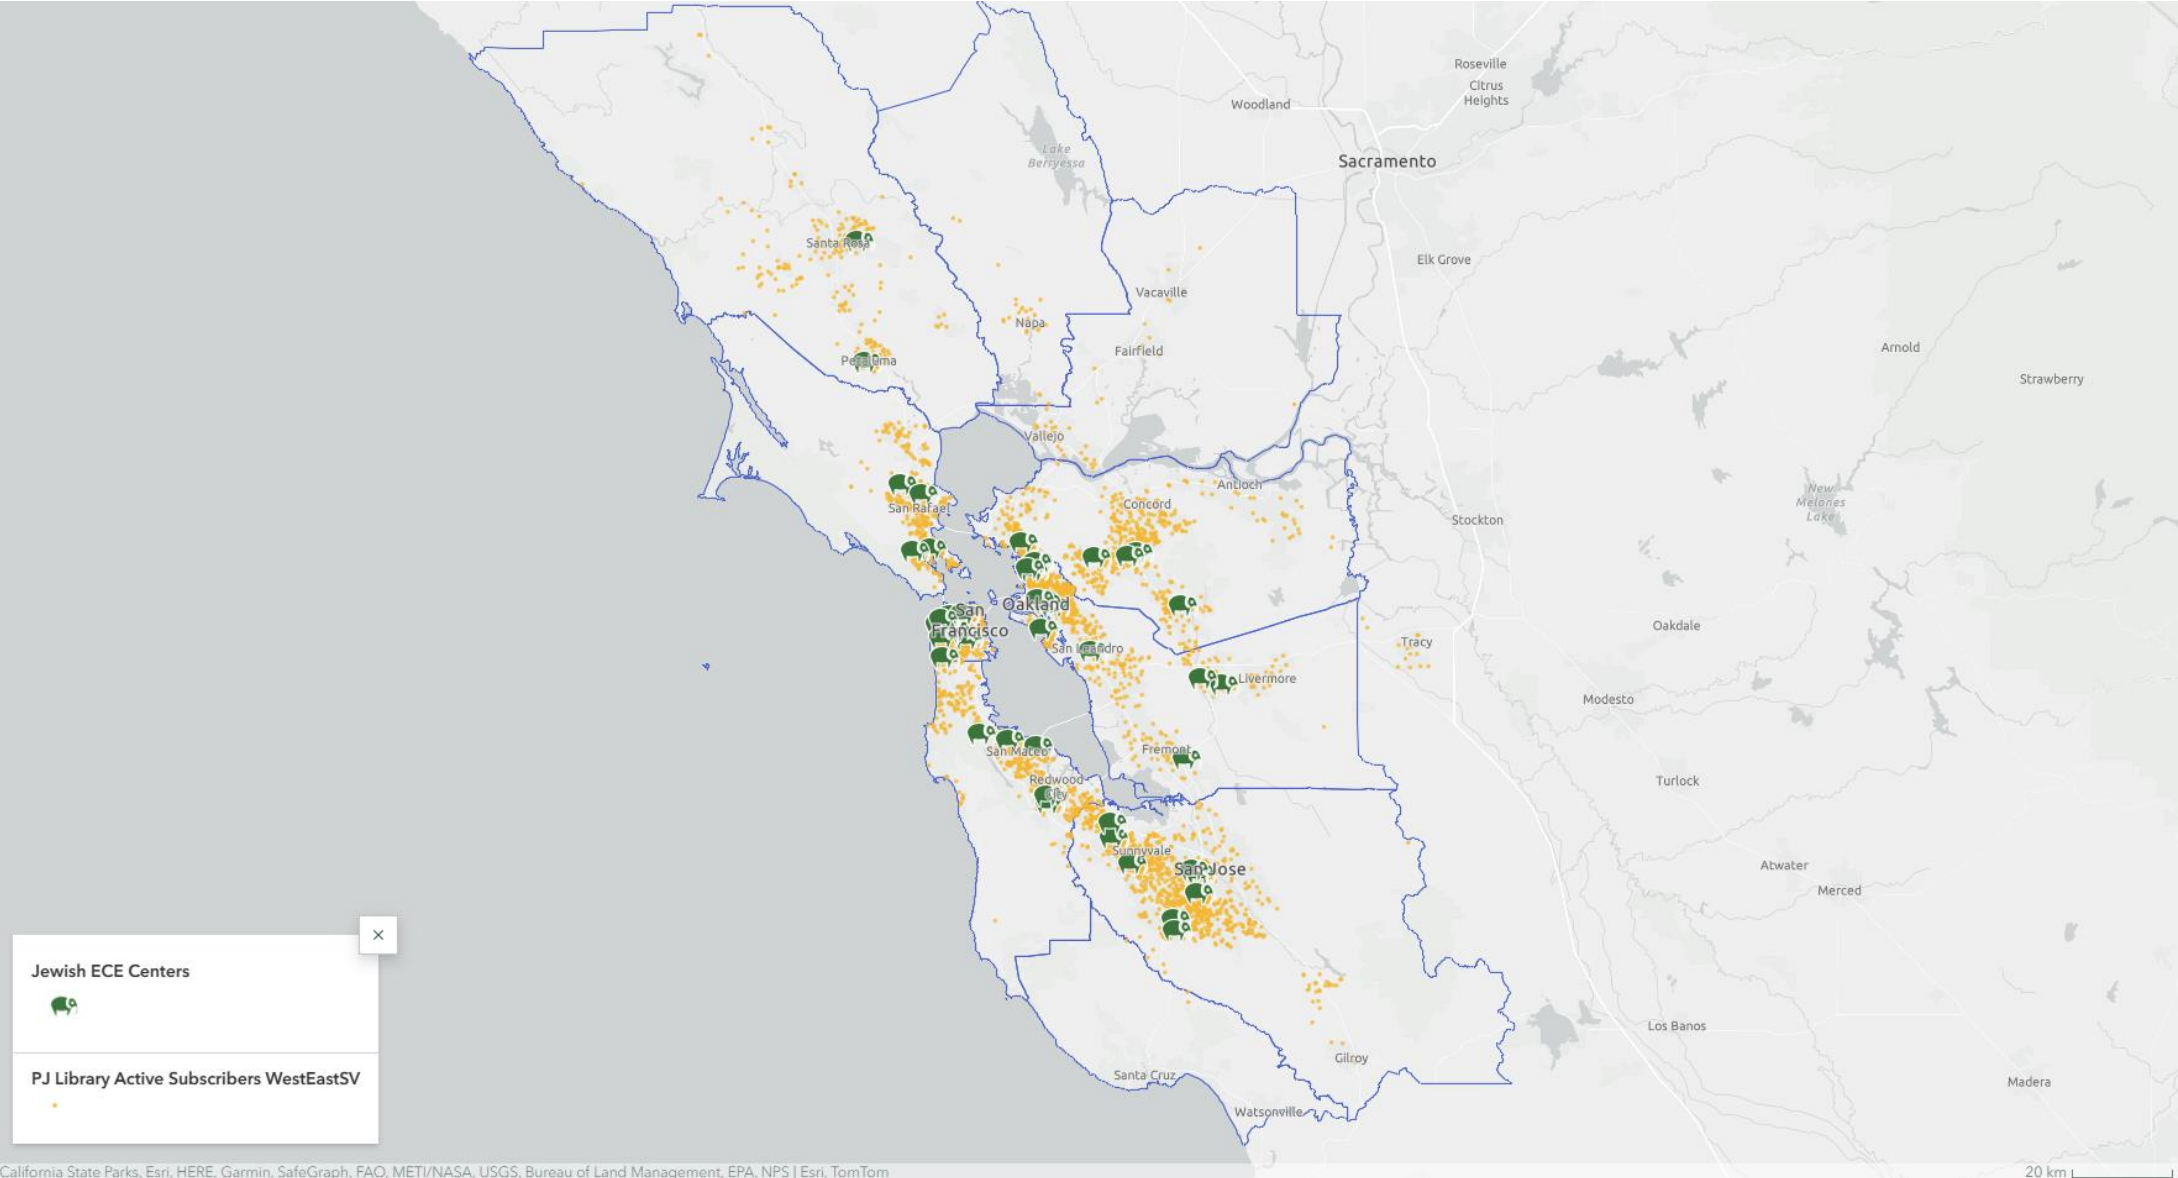 Roseville
Citrus
Heights
Woodland
Lake
Berryessa
Sacramento
Santa Rosa
Elk Grove
Vacaville
Napa
Fairfield
Arnold
Petaluma
Strawberry
Vallejo
Antioch
San Rafael
Concord
New
Melones
Lake
Stockton
San
Francisco
Oakland
Oakdale
San Leandro
Tracy
Livermore
Modesto
San Mateo
Fremont
Redwood
City
Turlock
Sunnyvale
San Jose
Atwater
Merced
Jewish ECE Centers
PJ Library Active Subscribers WestEastSV
Los Banos
Gilroy
Santa Cruz
Madera
Watsonville
California State Parks, Esri, HERE, Garmin, SafeGraph, FAO, METI/NASA, USGS, Bureau of Land Management, EPA, NPS | Esri, TomTom
20 km